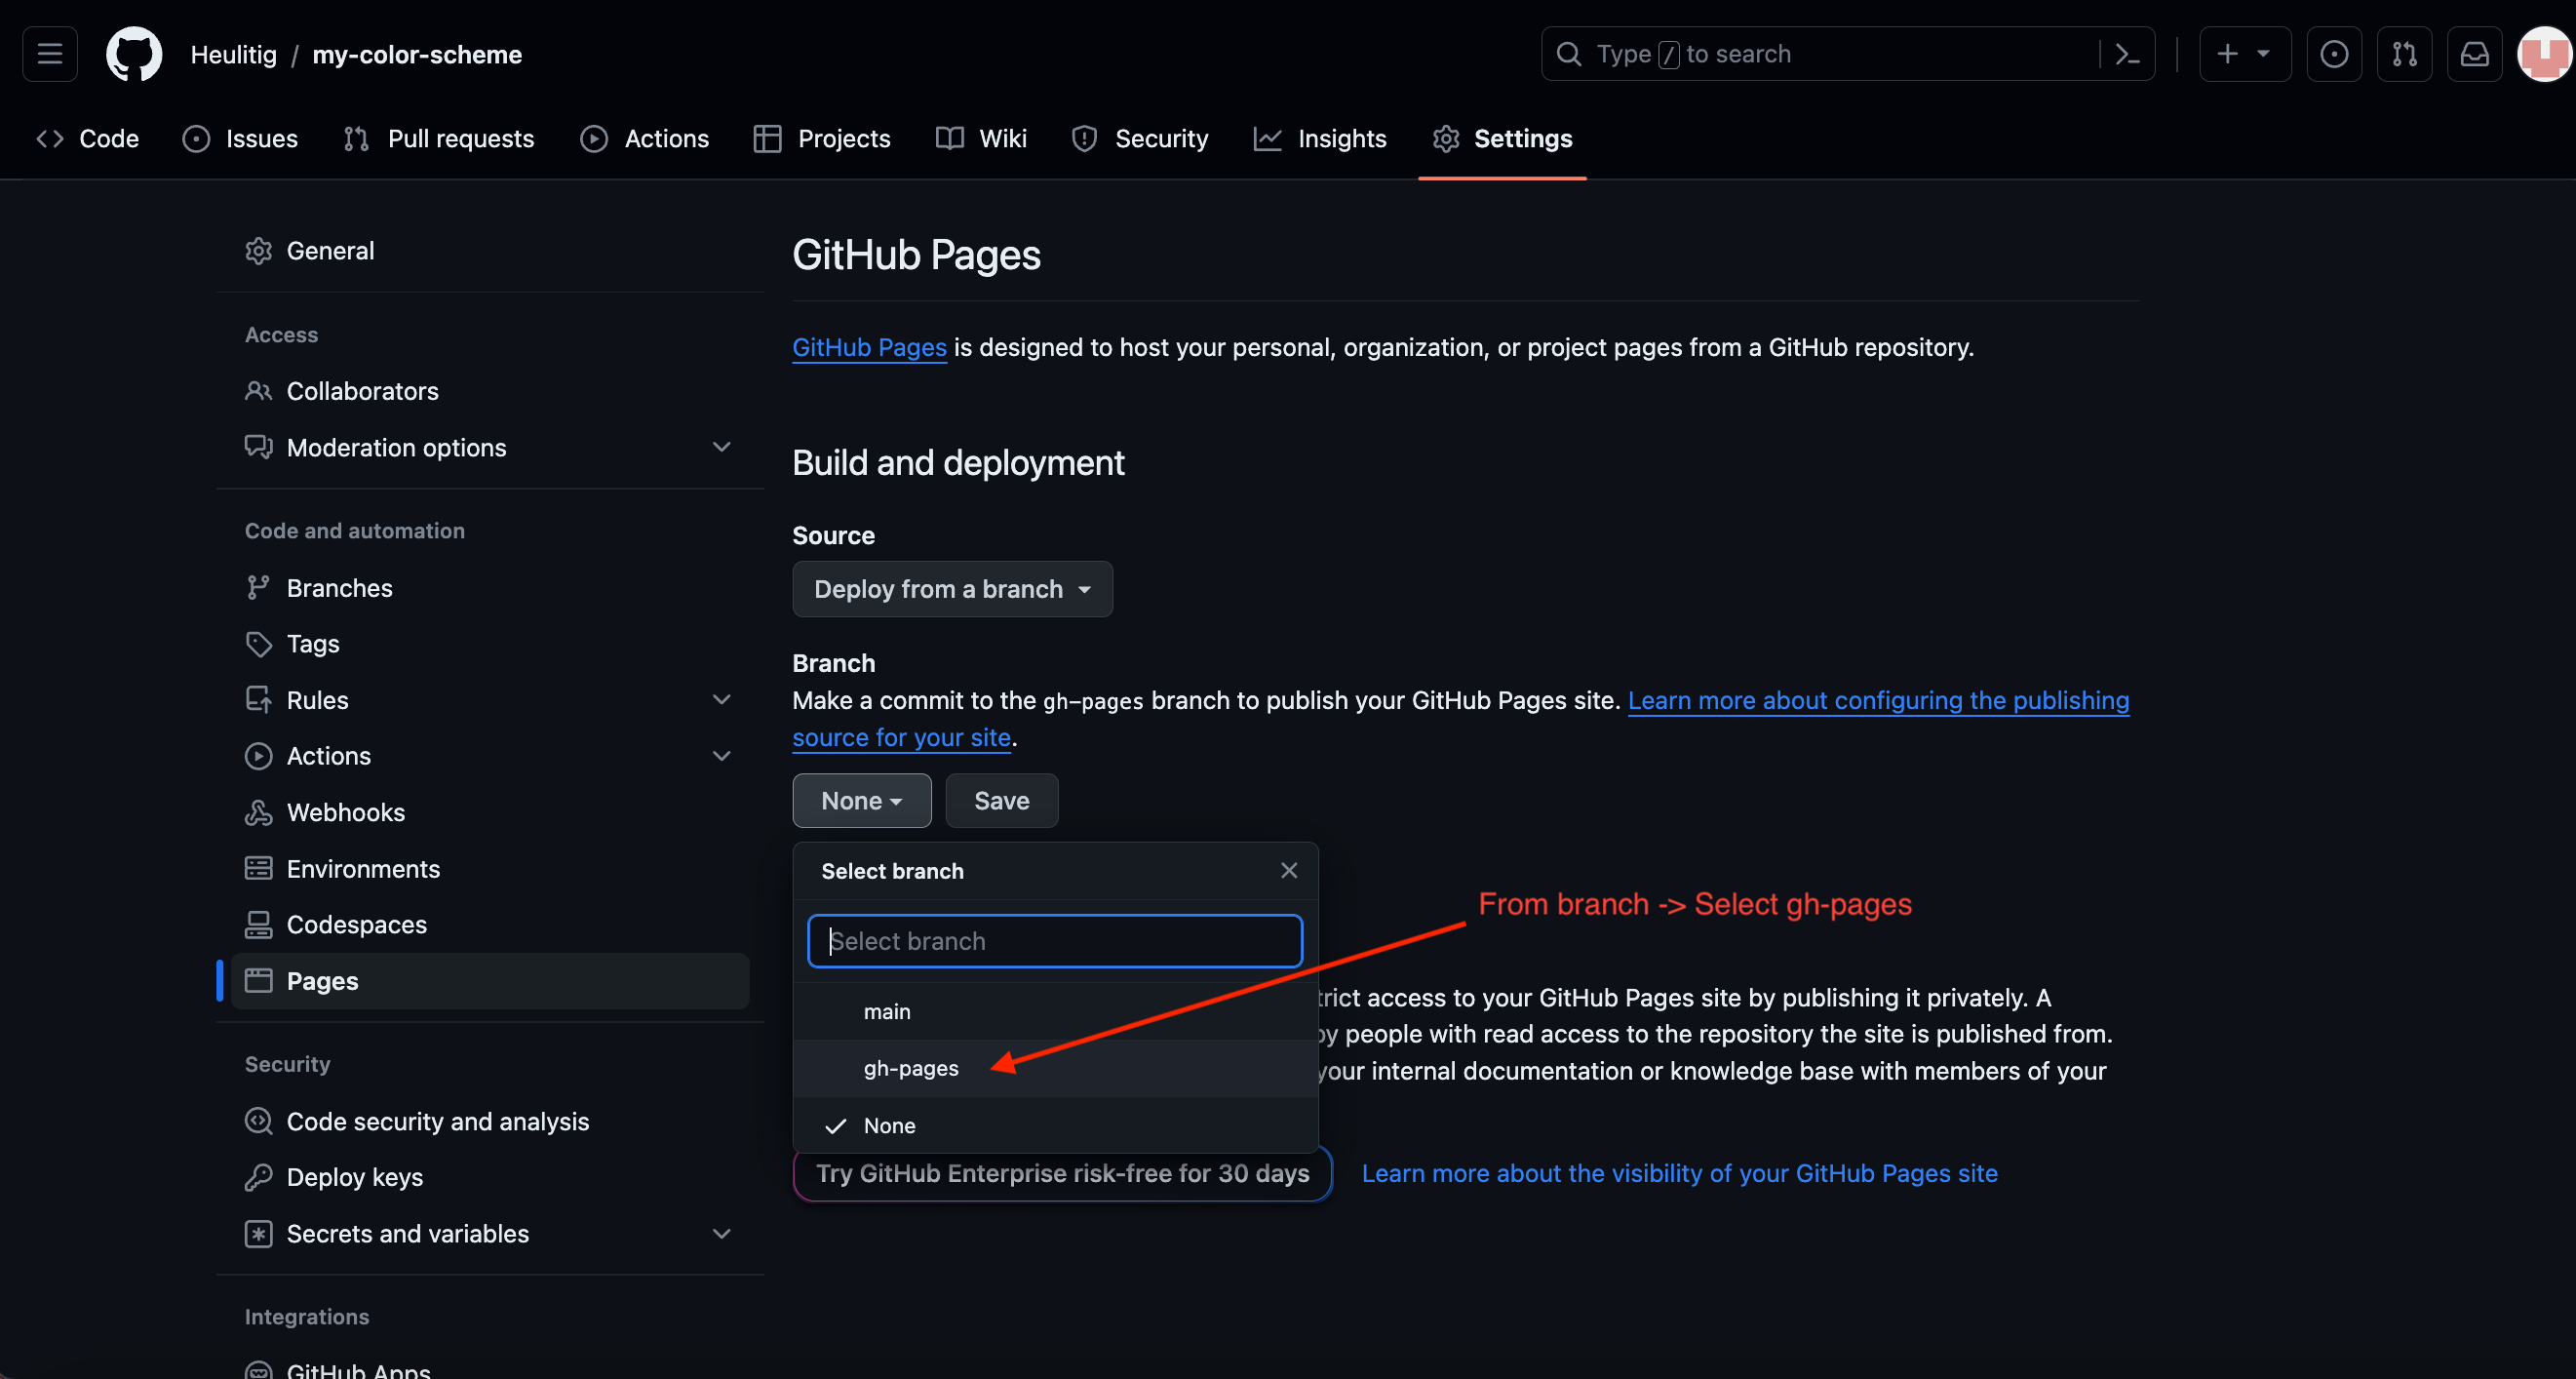 Heulitig / my-color-scheme
Type / to search
Code
Issues
Pull requests
Actions
Projects
Wiki
Security
Insights
Settings
General
Access
Collaborators
Moderation options
Code and automation
Branches
Tags
Rules
Actions
Webhooks
Environments
Codespaces
Pages
Security
Code security and analysis
Deploy keys
Secrets and variables
Integrations
GitHub Apps
GitHub Pages
GitHub Pages is designed to host your personal, organization, or project pages from a GitHub repository.
Build and deployment
Source
Deploy from a branch
Branch
Make a commit to the gh-pages branch to publish your GitHub Pages site. Learn more about configuring the publishing
source for your site.
None
Save
Select branch
Select branch
main
gh-pages
None
From branch -> Select gh-pages
trict access to your GitHub Pages site by publishing it privately. A
by people with read access to the repository the site is published from.
your internal documentation or knowledge base with members of your
Try GitHub Enterprise risk-free for 30 days
Learn more about the visibility of your GitHub Pages site